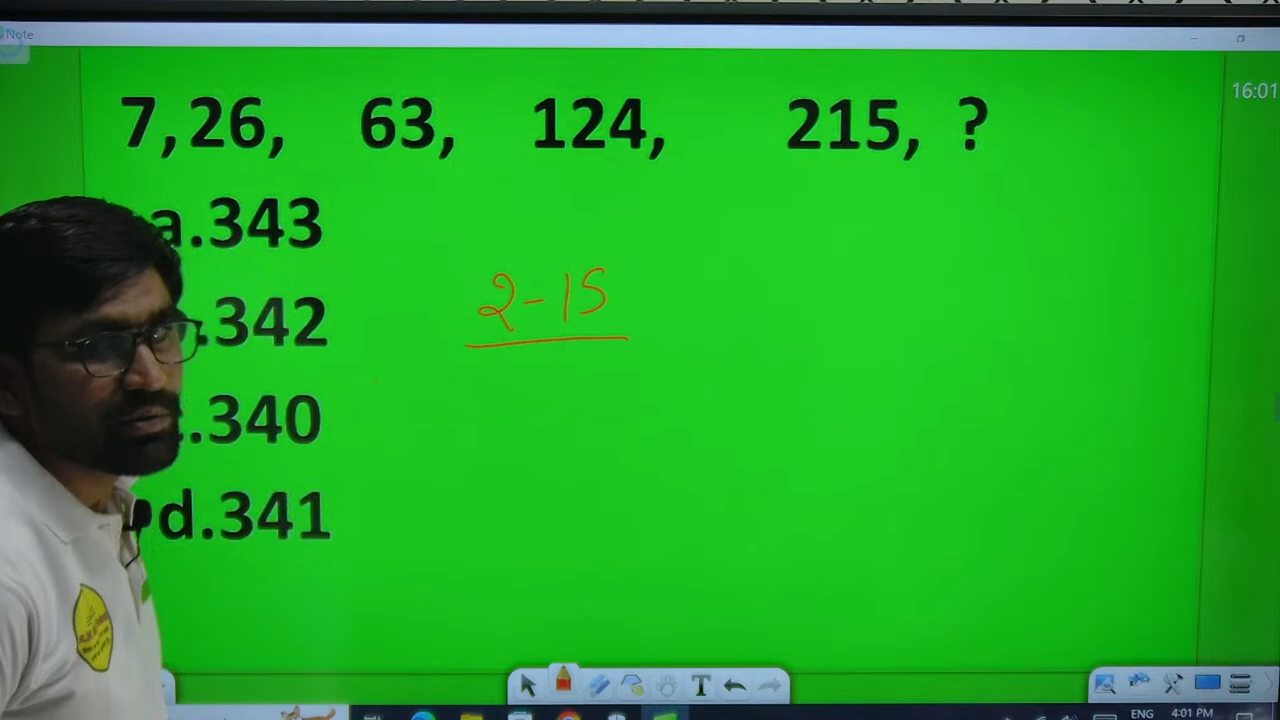 Note
16:01
7, 26, 63, 124, 215, ?
a.343
.342
.340
d.341
2-15
T
ENG 4:01 PM